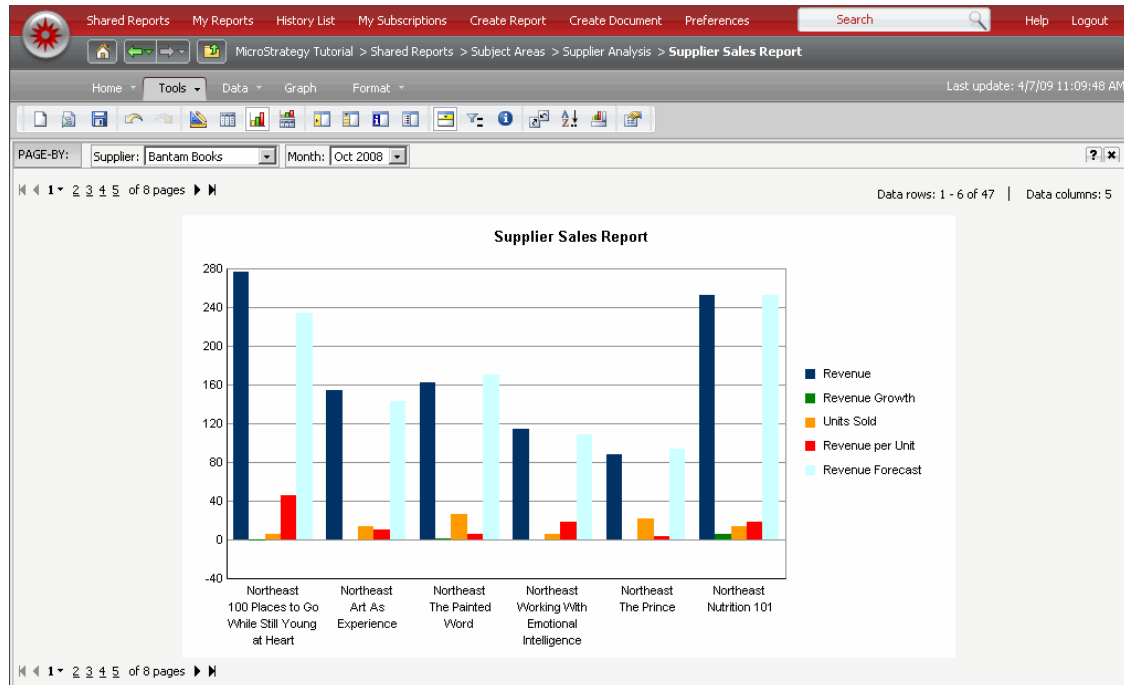 Shared Reports My Reports History List My Subscriptions Create Report Create Document Preferences Search Help Logout
MicroStrategy Tutorial > Shared Reports > Subject Areas > Supplier Analysis > Supplier Sales Report
Home Tools Data Graph Format Last update: 4/7/09 11:09:48 AM
PAGE-BY: Supplier: Bantam Books Month: Oct 2008 ?
1 2 3 4 5 of 8 pages
Data rows: 1 - 6 of 47 | Data columns: 5
Supplier Sales Report
280
240
200
160
120
80
40
0
-40
Revenue
Revenue Growth
Units Sold
Revenue per Unit
Revenue Forecast
Northeast
100 Places to Go
While Still Young
at Heart
Northeast
Art As
Experience
Northeast
The Painted
Word
Northeast
Working With
Emotional
Intelligence
Northeast
The Prince
Northeast
Nutrition 101
1 2 3 4 5 of 8 pages